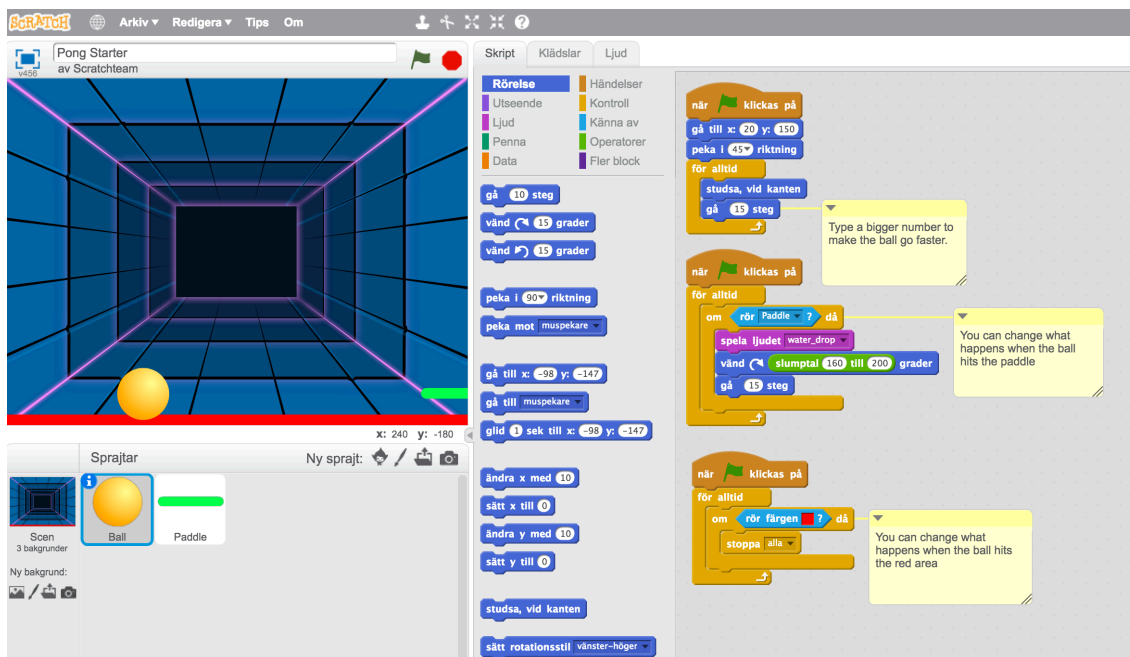 SCRATCH Arkiv Redigera Tips Om
Pong Starter
av Scratchteam
v456
x: 240 y: -180
Sprajtar Ny sprajt:
Scen
3 bakgrunder
Ny bakgrund:
Ball
Paddle
Skript Klädslar Ljud
Rörelse
Utseende
Ljud
Penna
Data
Händelser
Kontroll
Känna av
Operatorer
Fler block
gå 10 steg
vänd 15 grader
vänd 15 grader
peka i 90 riktning
peka mot muspekare
gå till x: -98 y: -147
gå till muspekare
glid 1 sek till x: -98 y: -147
ändra x med 10
sätt x till 0
ändra y med 10
sätt y till 0
studsa, vid kanten
sätt rotationsstil vänster-höger
när klickas på
gå till x: 20 y: 150
peka i 45 riktning
för alltid
studsa, vid kanten
gå 15 steg
Type a bigger number to
make the ball go faster.
när klickas på
för alltid
om rör Paddle ? då
spela ljudet water_drop
vänd slumptal 160 till 200 grader
gå 15 steg
You can change what
happens when the ball
hits the paddle
när klickas på
för alltid
om rör färgen ? då
stoppa alla
You can change what
happens when the ball hits
the red area